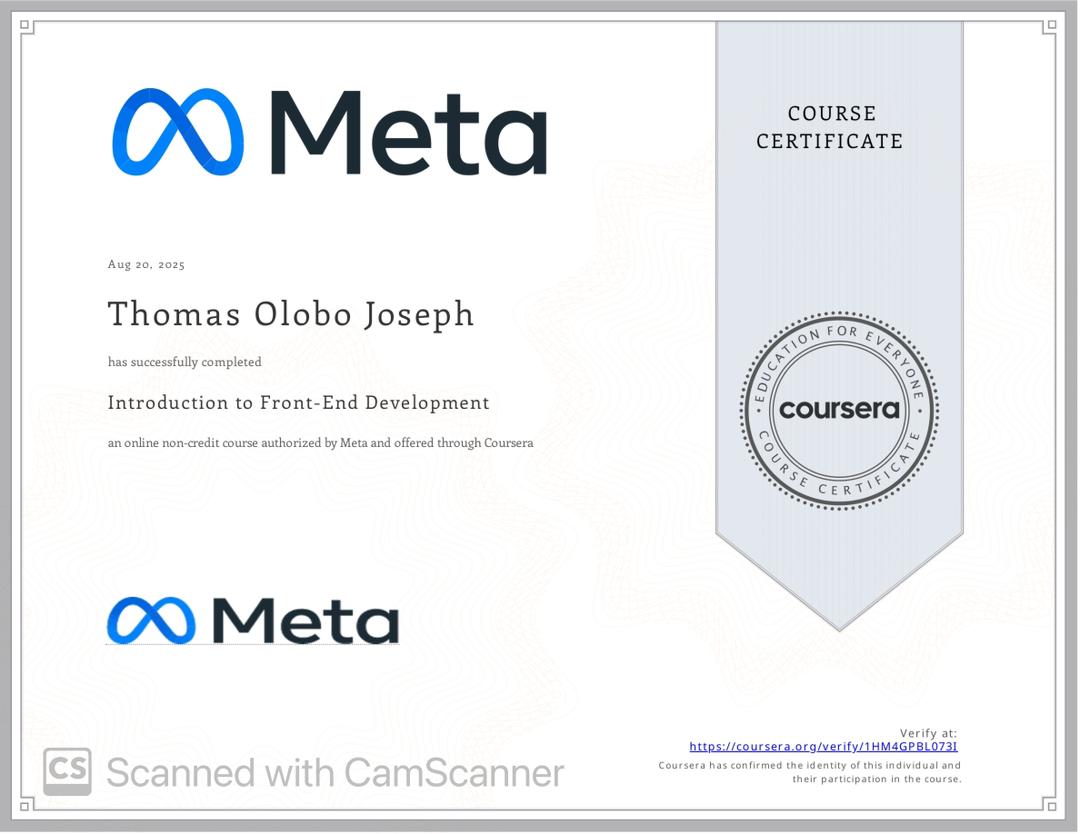 Meta
COURSE
CERTIFICATE
Aug 20, 2025
Thomas Olobo Joseph
has successfully completed
Introduction to Front-End Development
an online non-credit course authorized by Meta and offered through Coursera
EDUCATION FOR EVERYONE
coursera
COURSE CERTIFICATE
Meta
Verify at:
https://coursera.org/verify/1HM4GPBL073I
Coursera has confirmed the identity of this individual and
their participation in the course.
CS Scanned with CamScanner